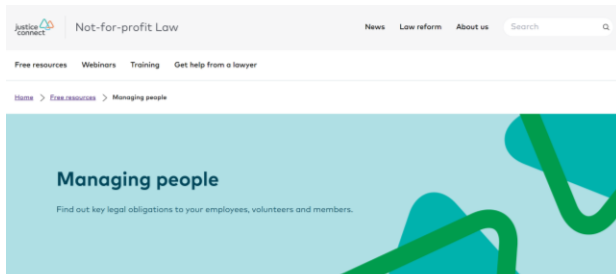 justice connect
Not-for-profit Law
News Law reform About us Search
Free resources Webinars Training Get help from a lawyer
Home > Free resources > Managing people
Managing people
Find out key legal obligations to your employees, volunteers and members.